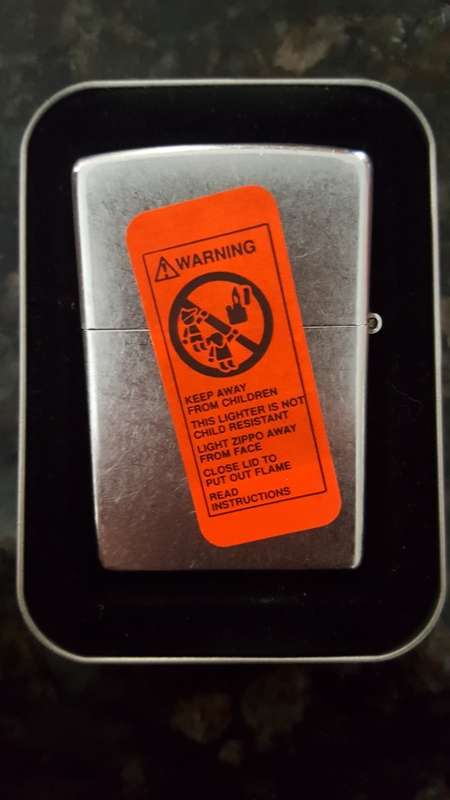 WARNING
KEEP AWAY
FROM CHILDREN
THIS LIGHTER IS NOT
CHILD RESISTANT
LIGHT ZIPPO AWAY
FROM FACE
CLOSE LID TO
PUT OUT FLAME
READ
INSTRUCTIONS